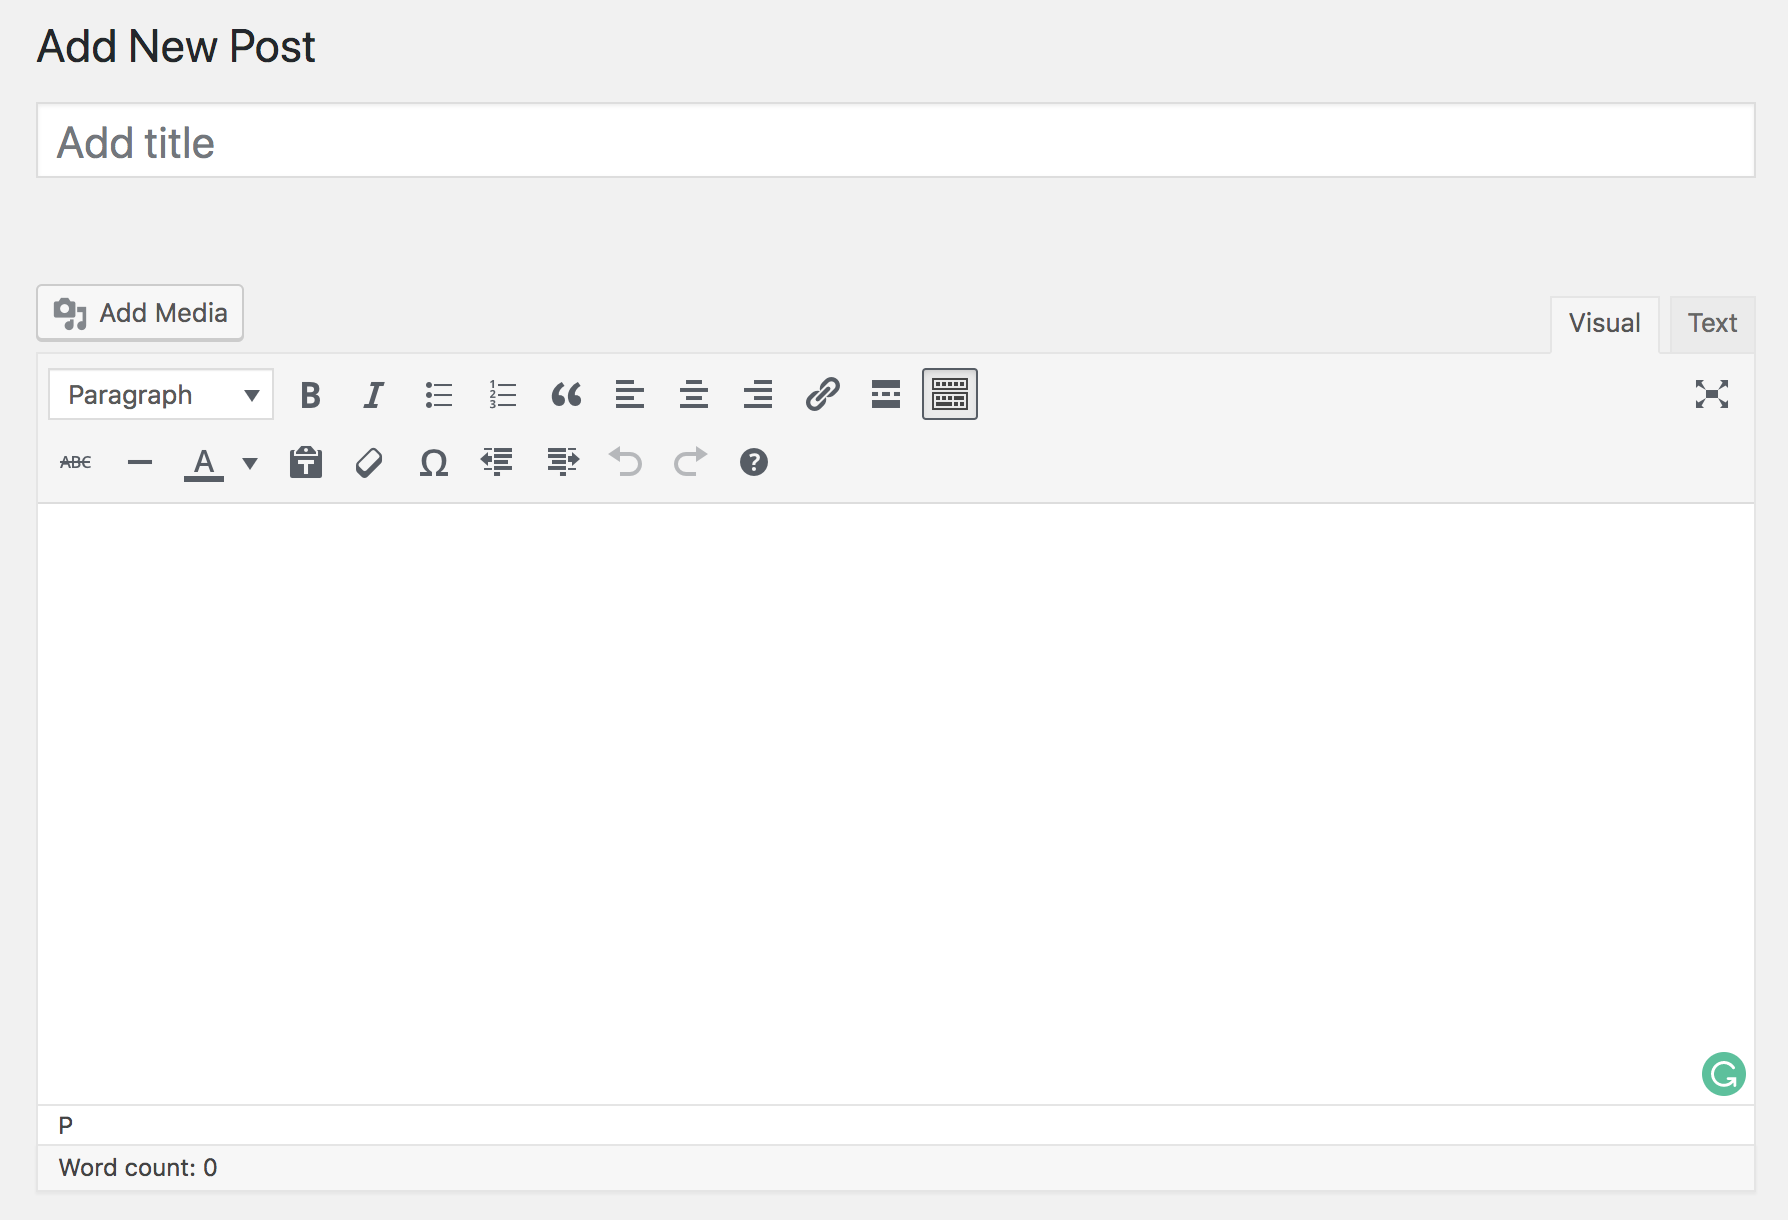 Add New Post
Add title
Add Media
Visual Text
Paragraph B I
ABC A T Ω ?
P
Word count: 0